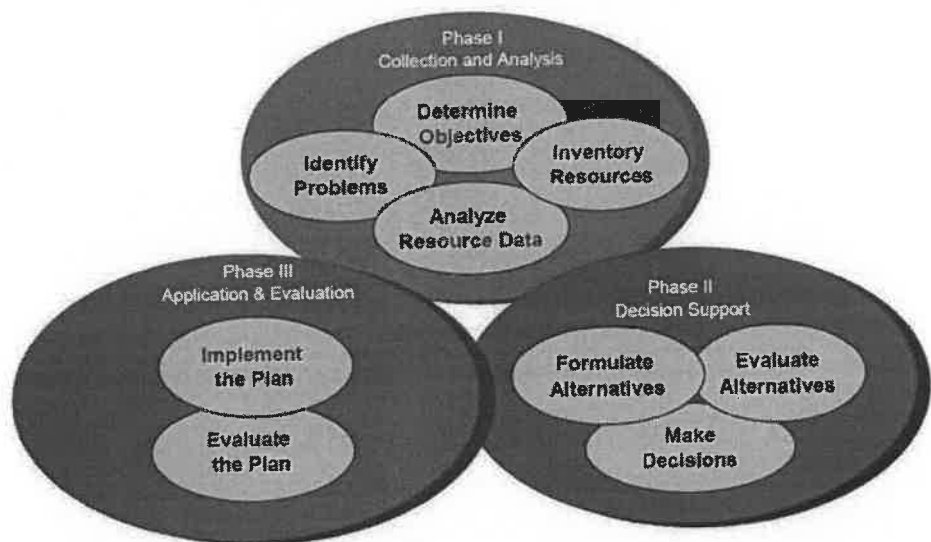 Phase I
Collection and Analysis
Determine
Objectives
Identify
Problems
Inventory
Resources
Analyze
Resource Data
Phase III
Application & Evaluation
Implement
the Plan
Evaluate
the Plan
Phase II
Decision Support
Formulate
Alternatives
Evaluate
Alternatives
Make
Decisions